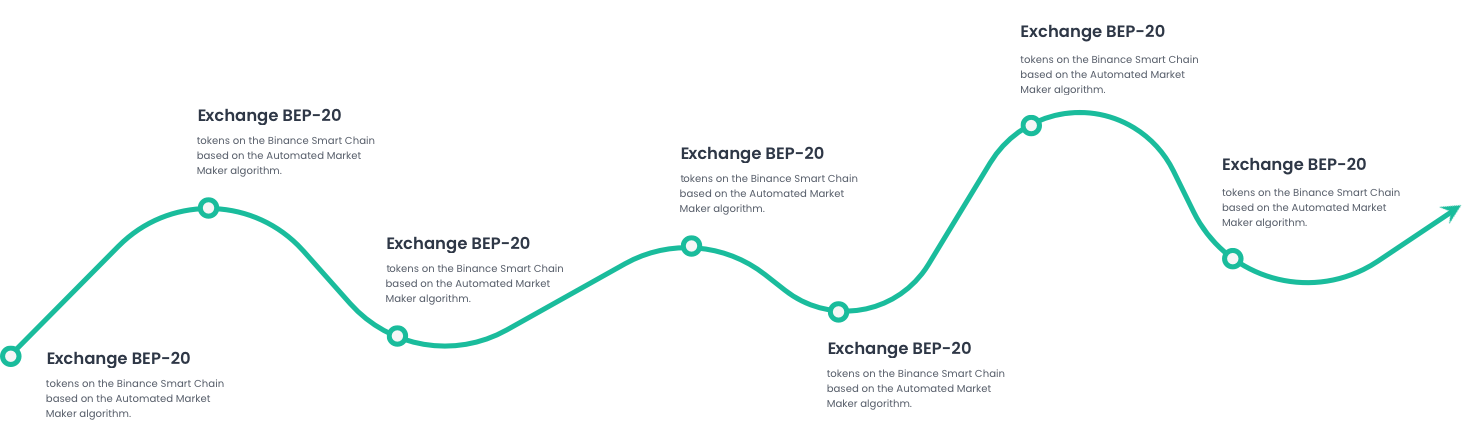 Exchange BEP-20
tokens on the Binance Smart Chain
based on the Automated Market
Maker algorithm.
Exchange BEP-20
tokens on the Binance Smart Chain
based on the Automated Market
Maker algorithm.
Exchange BEP-20
tokens on the Binance Smart Chain
based on the Automated Market
Maker algorithm.
Exchange BEP-20
tokens on the Binance Smart Chain
based on the Automated Market
Maker algorithm.
Exchange BEP-20
tokens on the Binance Smart Chain
based on the Automated Market
Maker algorithm.
Exchange BEP-20
tokens on the Binance Smart Chain
based on the Automated Market
Maker algorithm.
Exchange BEP-20
tokens on the Binance Smart Chain
based on the Automated Market
Maker algorithm.